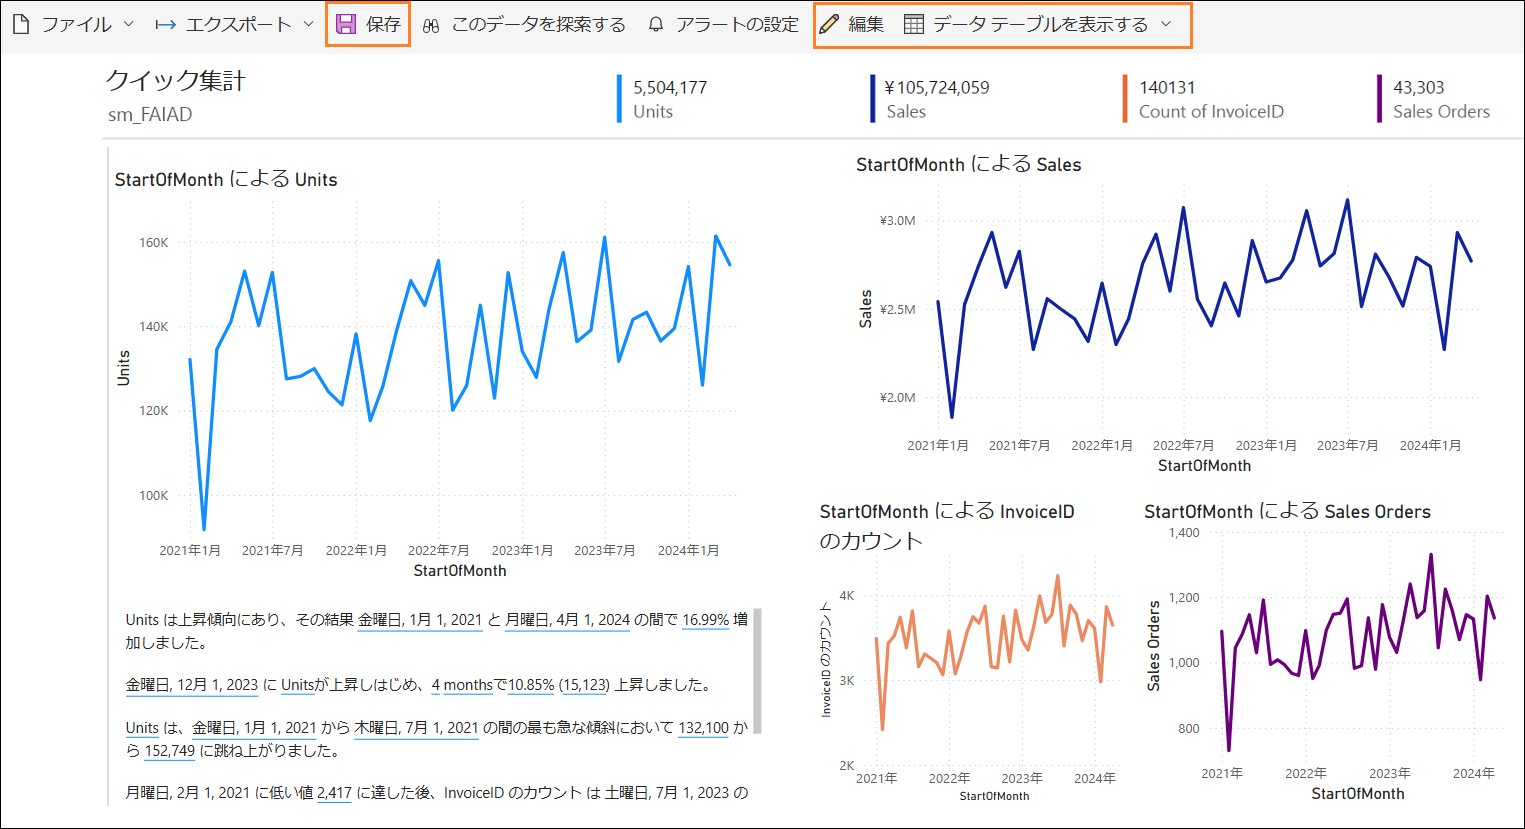 ファイル エクスポート 保存 このデータを探索する アラートの設定 編集 データ テーブルを表示する
クイック集計
sm_FAIAD
5,504,177
Units
¥105,724,059
Sales
140131
Count of InvoiceID
43,303
Sales Orders
StartOfMonth による Units
160K
140K
120K
100K
Units
2021年1月 2021年7月 2022年1月 2022年7月 2023年1月 2023年7月 2024年1月
StartOfMonth
Units は上昇傾向にあり、その結果 金曜日, 1月 1, 2021 と 月曜日, 4月 1, 2024 の間で 16.99% 増
加しました。
金曜日, 12月 1, 2023 に Unitsが上昇しはじめ、4 monthsで10.85% (15,123) 上昇しました。
Units は、金曜日, 1月 1, 2021 から 木曜日, 7月 1, 2021 の間の最も急な傾斜において 132,100 か
ら 152,749 に跳ね上がりました。
月曜日, 2月 1, 2021 に低い値 2,417 に達した後、InvoiceID のカウント は 土曜日, 7月 1, 2023 の
StartOfMonth による Sales
¥3.0M
¥2.5M
¥2.0M
Sales
2021年1月 2021年7月 2022年1月 2022年7月 2023年1月 2023年7月 2024年1月
StartOfMonth
StartOfMonth による InvoiceID
のカウント
4K
3K
2K
InvoiceID のカウント
2021年 2022年 2023年 2024年
StartOfMonth
StartOfMonth による Sales Orders
1,400
1,200
1,000
800
Sales Orders
2021年 2022年 2023年 2024年
StartOfMonth